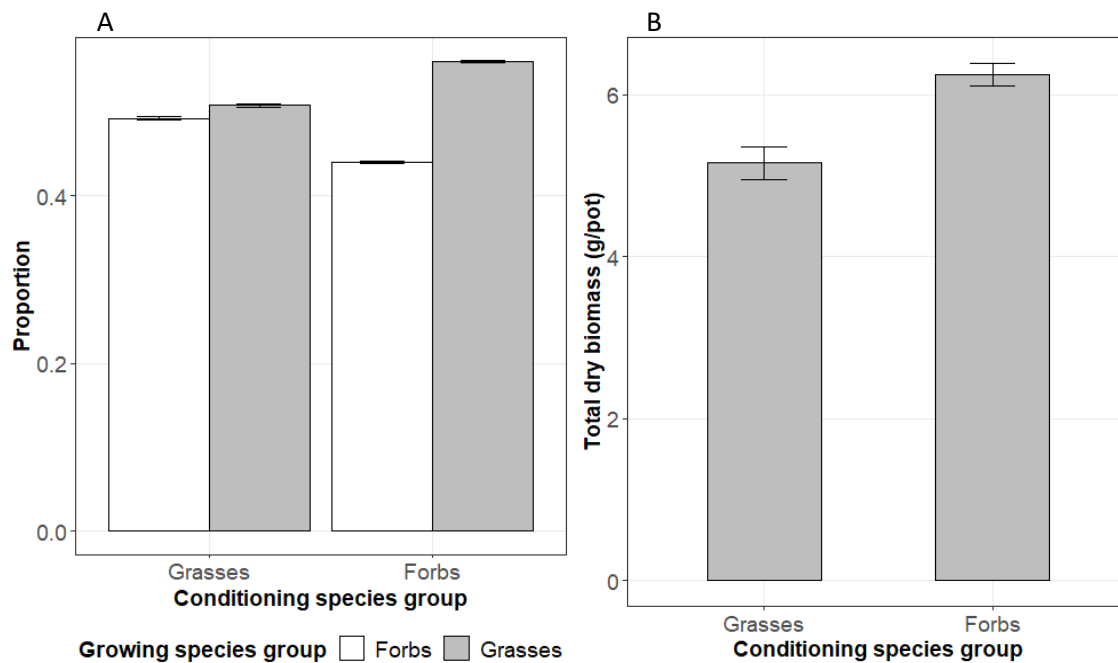 A
Proportion
0.4
0.2
0.0
Grasses Forbs
Conditioning species group
Growing species group Forbs Grasses
B
Total dry biomass (g/pot)
6
4
2
0
Grasses Forbs
Conditioning species group